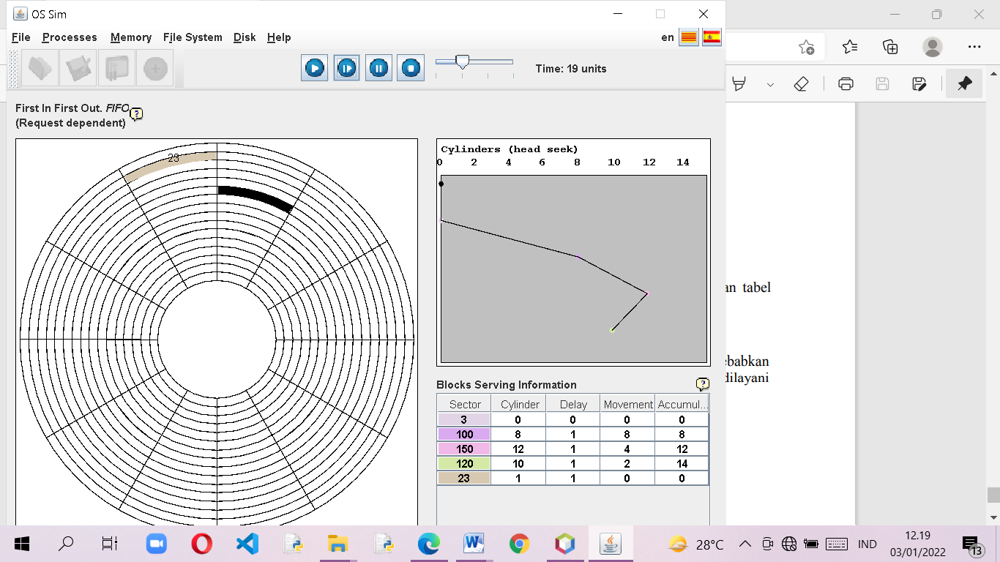 OS Sim
File Processes Memory File System Disk Help en
Time: 19 units
First In First Out. FIFO
(Request dependent)
23
Cylinders (head seek)
0 2 4 6 8 10 12 14
Blocks Serving Information
Sector Cylinder Delay Movement Accumul...
3 0 0 0 0
100 8 1 8 8
150 12 1 4 12
120 10 1 2 14
23 1 1 0 0
an tabel
ebabkan
dilayani
28°C
IND
12.19
03/01/2022
13